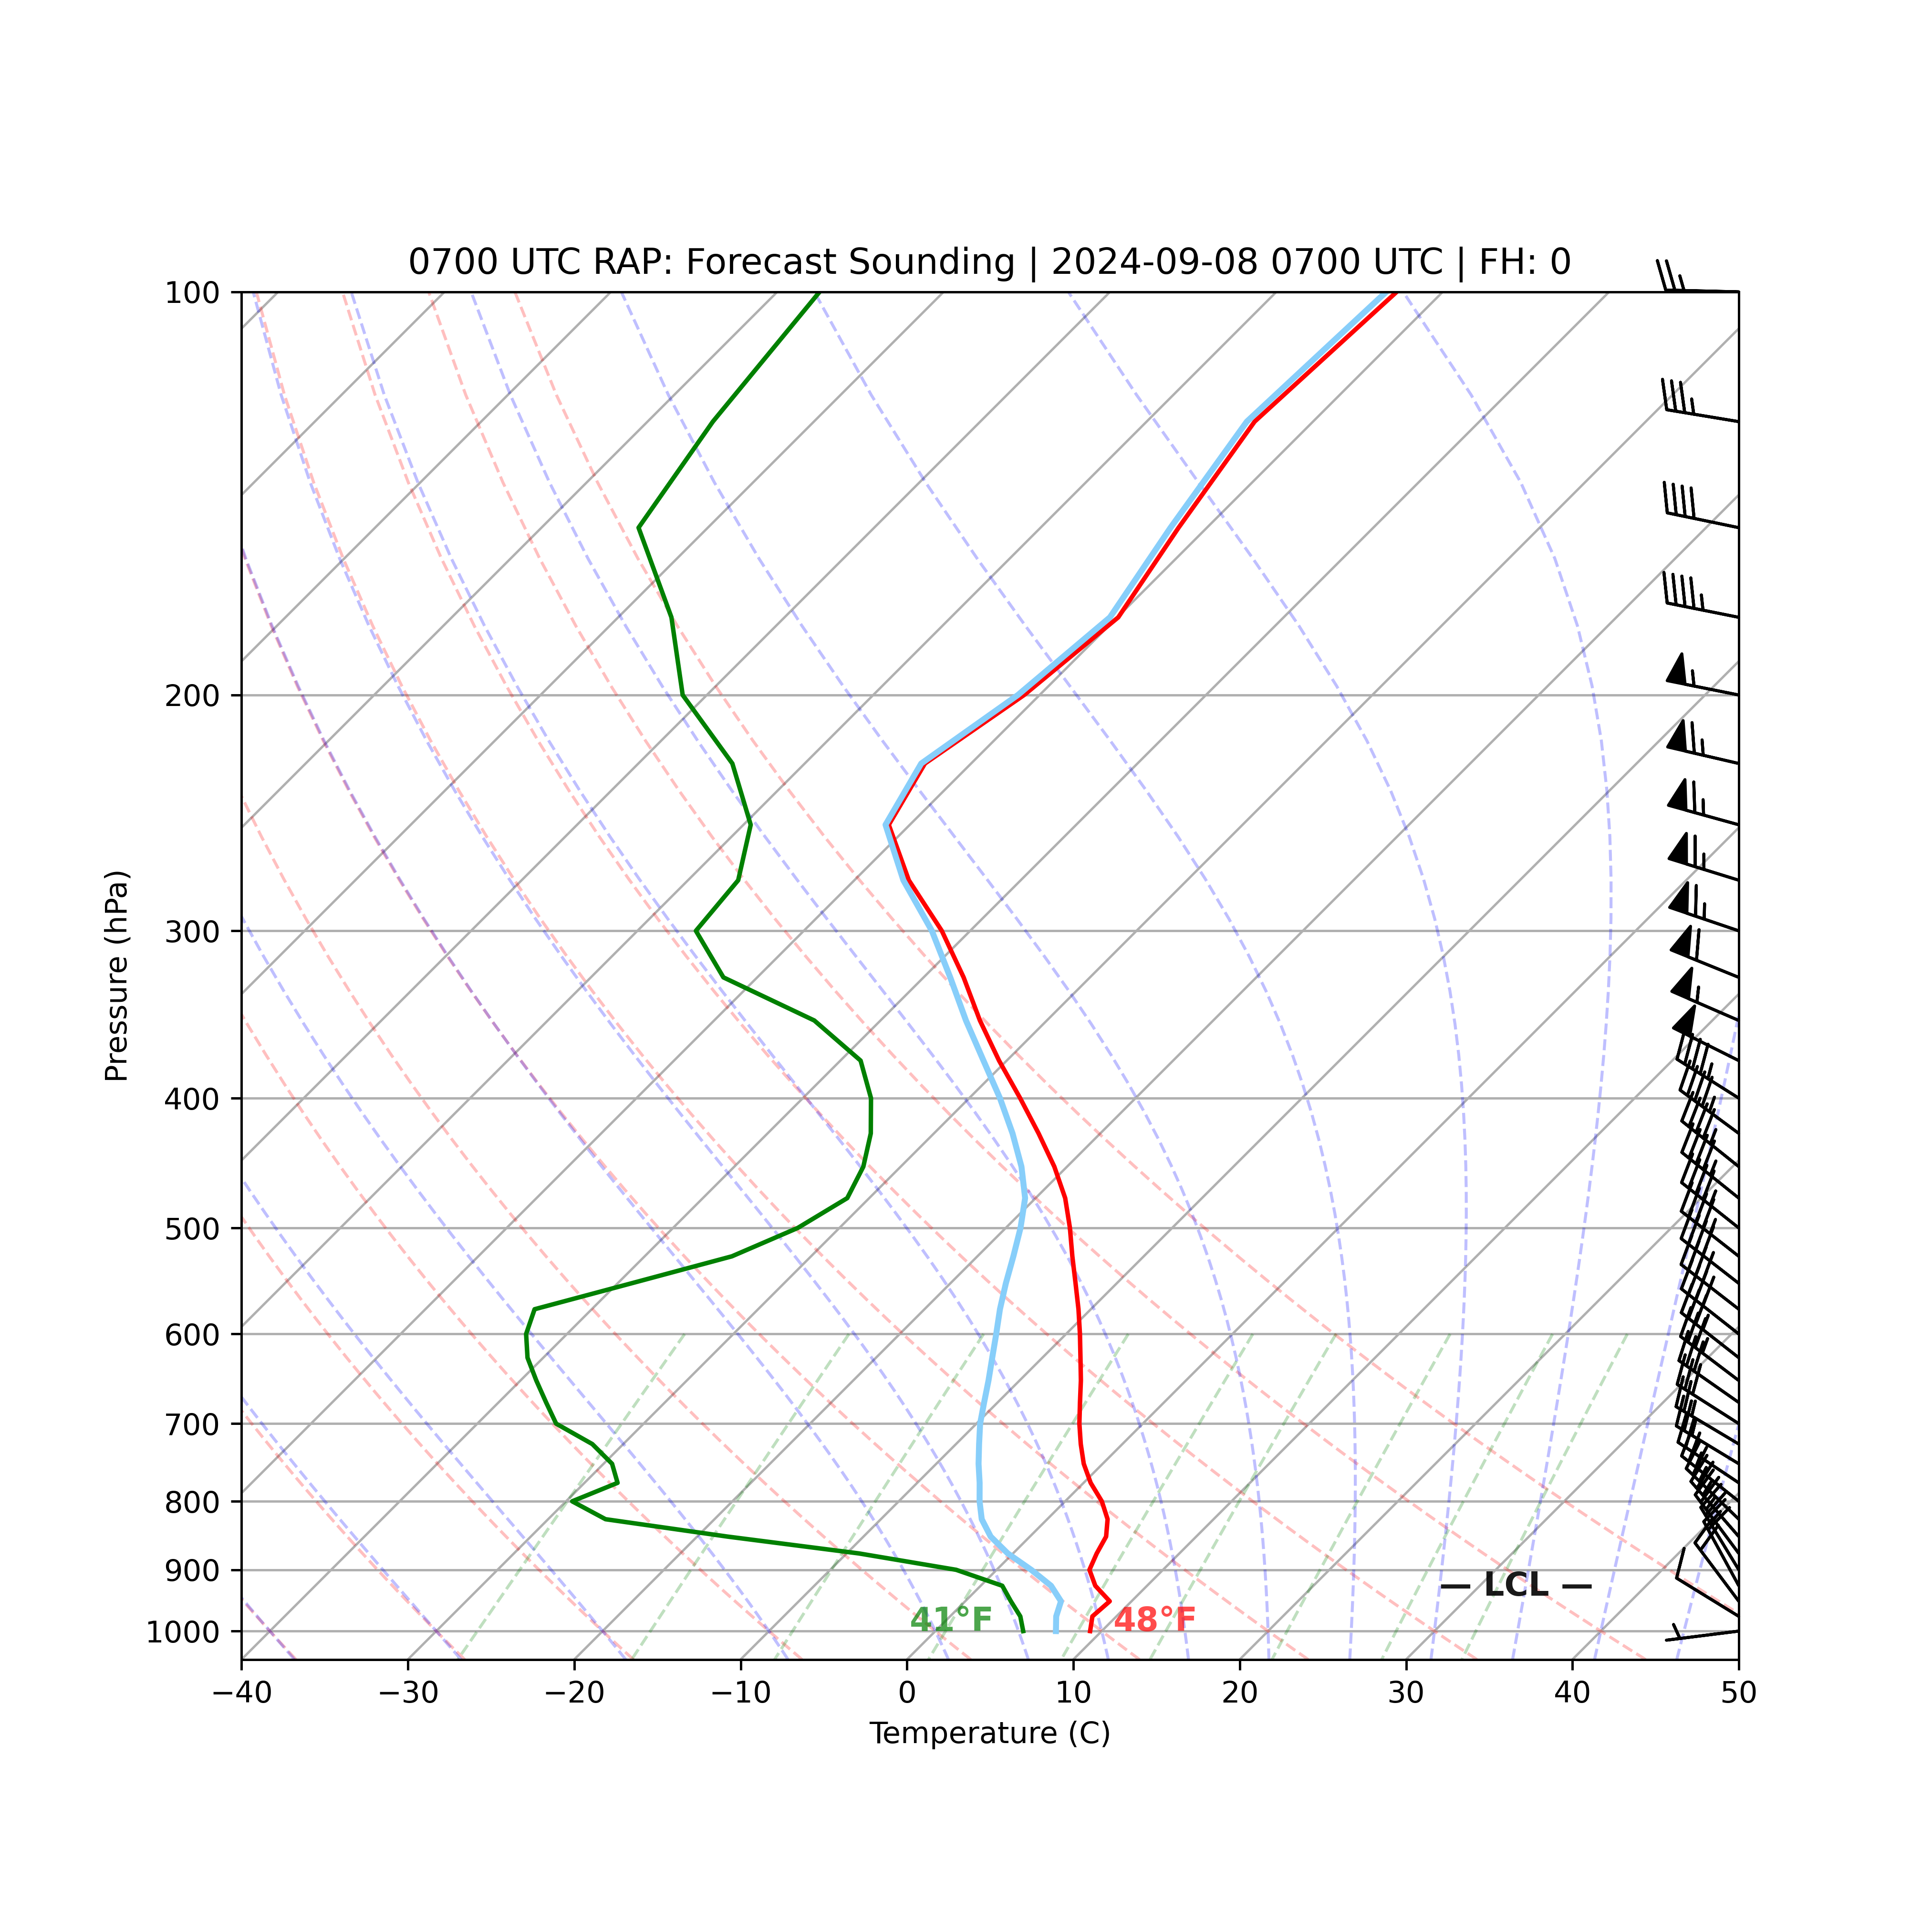 0700 UTC RAP: Forecast Sounding | 2024-09-08 0700 UTC | FH: 0
100
200
300
400
500
600
700
800
900
1000
Pressure (hPa)
— LCL —
41°F
48°F
−40 −30 −20 −10 0 10 20 30 40 50
Temperature (C)